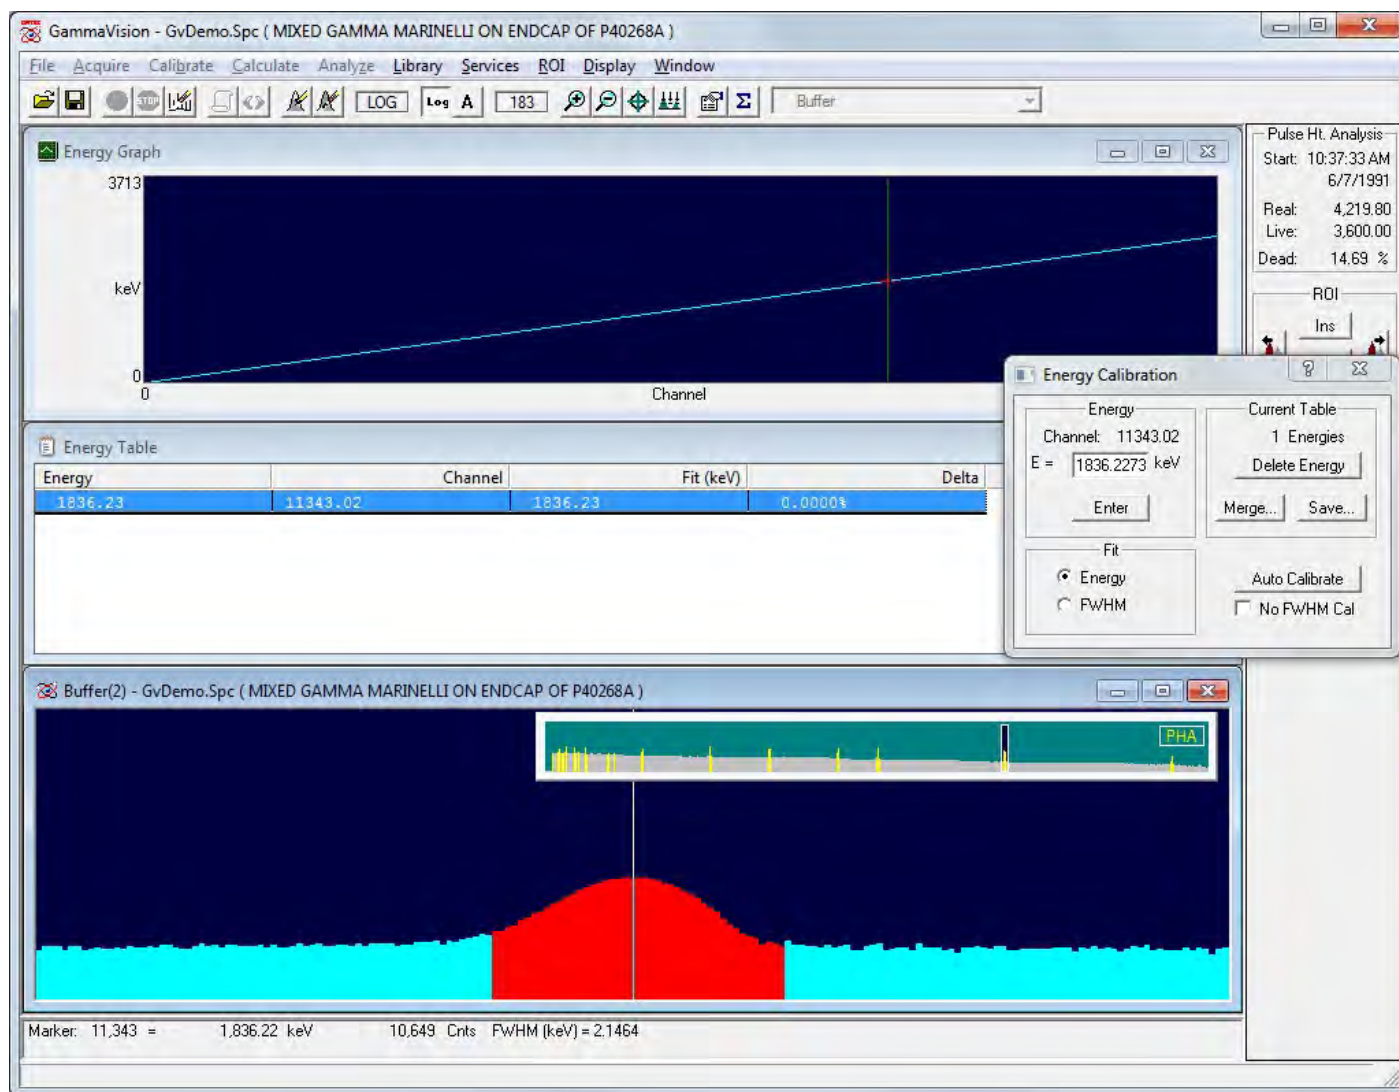 GammaVision - GvDemo.Spc ( MIXED GAMMA MARINELLI ON ENDCAP OF P40268A )
File Acquire Calibrate Calculate Analyze Library Services ROI Display Window
STOP LOG Log A 183 Σ Buffer
Energy Graph
3713
keV
0
0 Channel
Pulse Ht. Analysis
Start: 10:37:33 AM
6/7/1991
Real: 4,219.80
Live: 3,600.00
Dead: 14.69 %
ROI
Ins
Energy Calibration
Energy
Channel: 11343.02
E = 1836.2273 keV
Enter
Fit
Energy
FWHM
Current Table
1 Energies
Delete Energy
Merge... Save...
Auto Calibrate
No FWHM Cal
Energy Table
Energy Channel Fit (keV) Delta
1836.23 11343.02 1836.23 0.0000%
Buffer(2) - GvDemo.Spc ( MIXED GAMMA MARINELLI ON ENDCAP OF P40268A )
PHA
Marker: 11,343 = 1,836.22 keV 10,649 Cnts FWHM (keV) = 2.1464